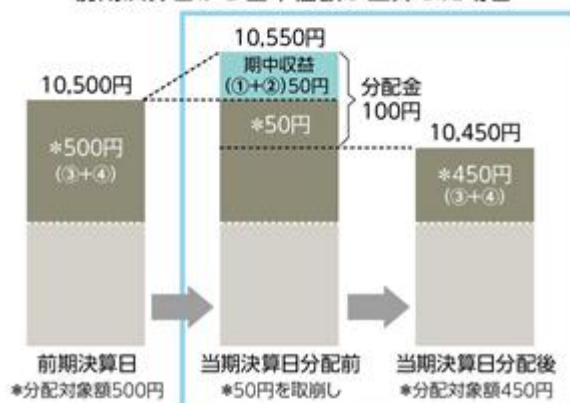 10,550円
期中収益
(①+②)50円
分配金
100円
10,500円
*500円
(③+④)
*50円
10,450円
*450円
(③+④)
前期決算日
*分配対象額500円
当期決算日分配前
*50円を取崩し
当期決算日分配後
*分配対象額450円